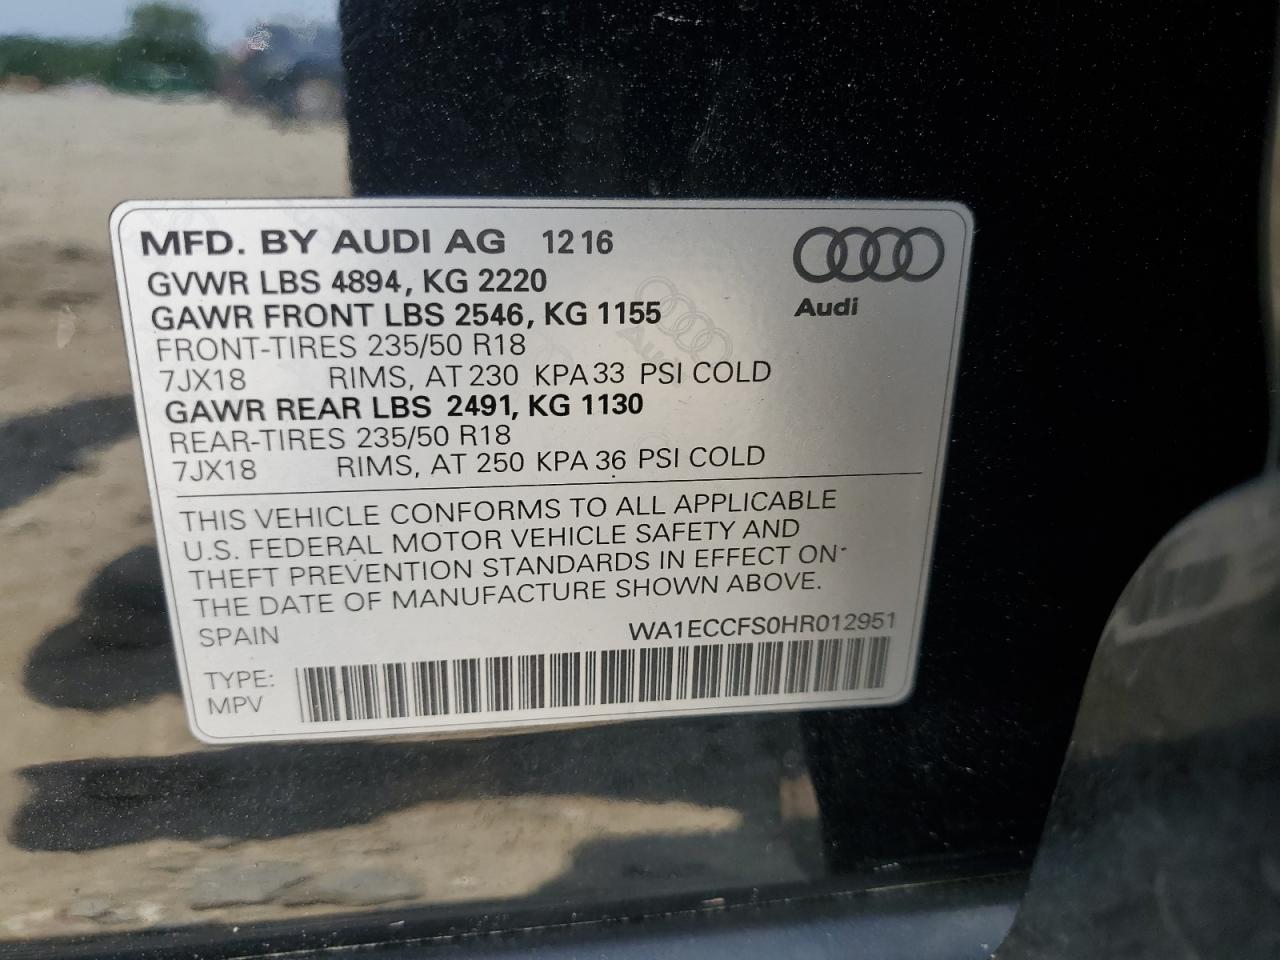 MFD. BY AUDI AG 12 16
Audi
GVWR LBS 4894, KG 2220
GAWR FRONT LBS 2546, KG 1155
FRONT-TIRES 235/50 R18
7JX18 RIMS, AT 230 KPA 33 PSI COLD
GAWR REAR LBS 2491, KG 1130
REAR-TIRES 235/50 R18
7JX18 RIMS, AT 250 KPA 36 PSI COLD
THIS VEHICLE CONFORMS TO ALL APPLICABLE
U.S. FEDERAL MOTOR VEHICLE SAFETY AND
THEFT PREVENTION STANDARDS IN EFFECT ON
THE DATE OF MANUFACTURE SHOWN ABOVE.
SPAIN WA1ECCFS0HR012951
TYPE:
MPV